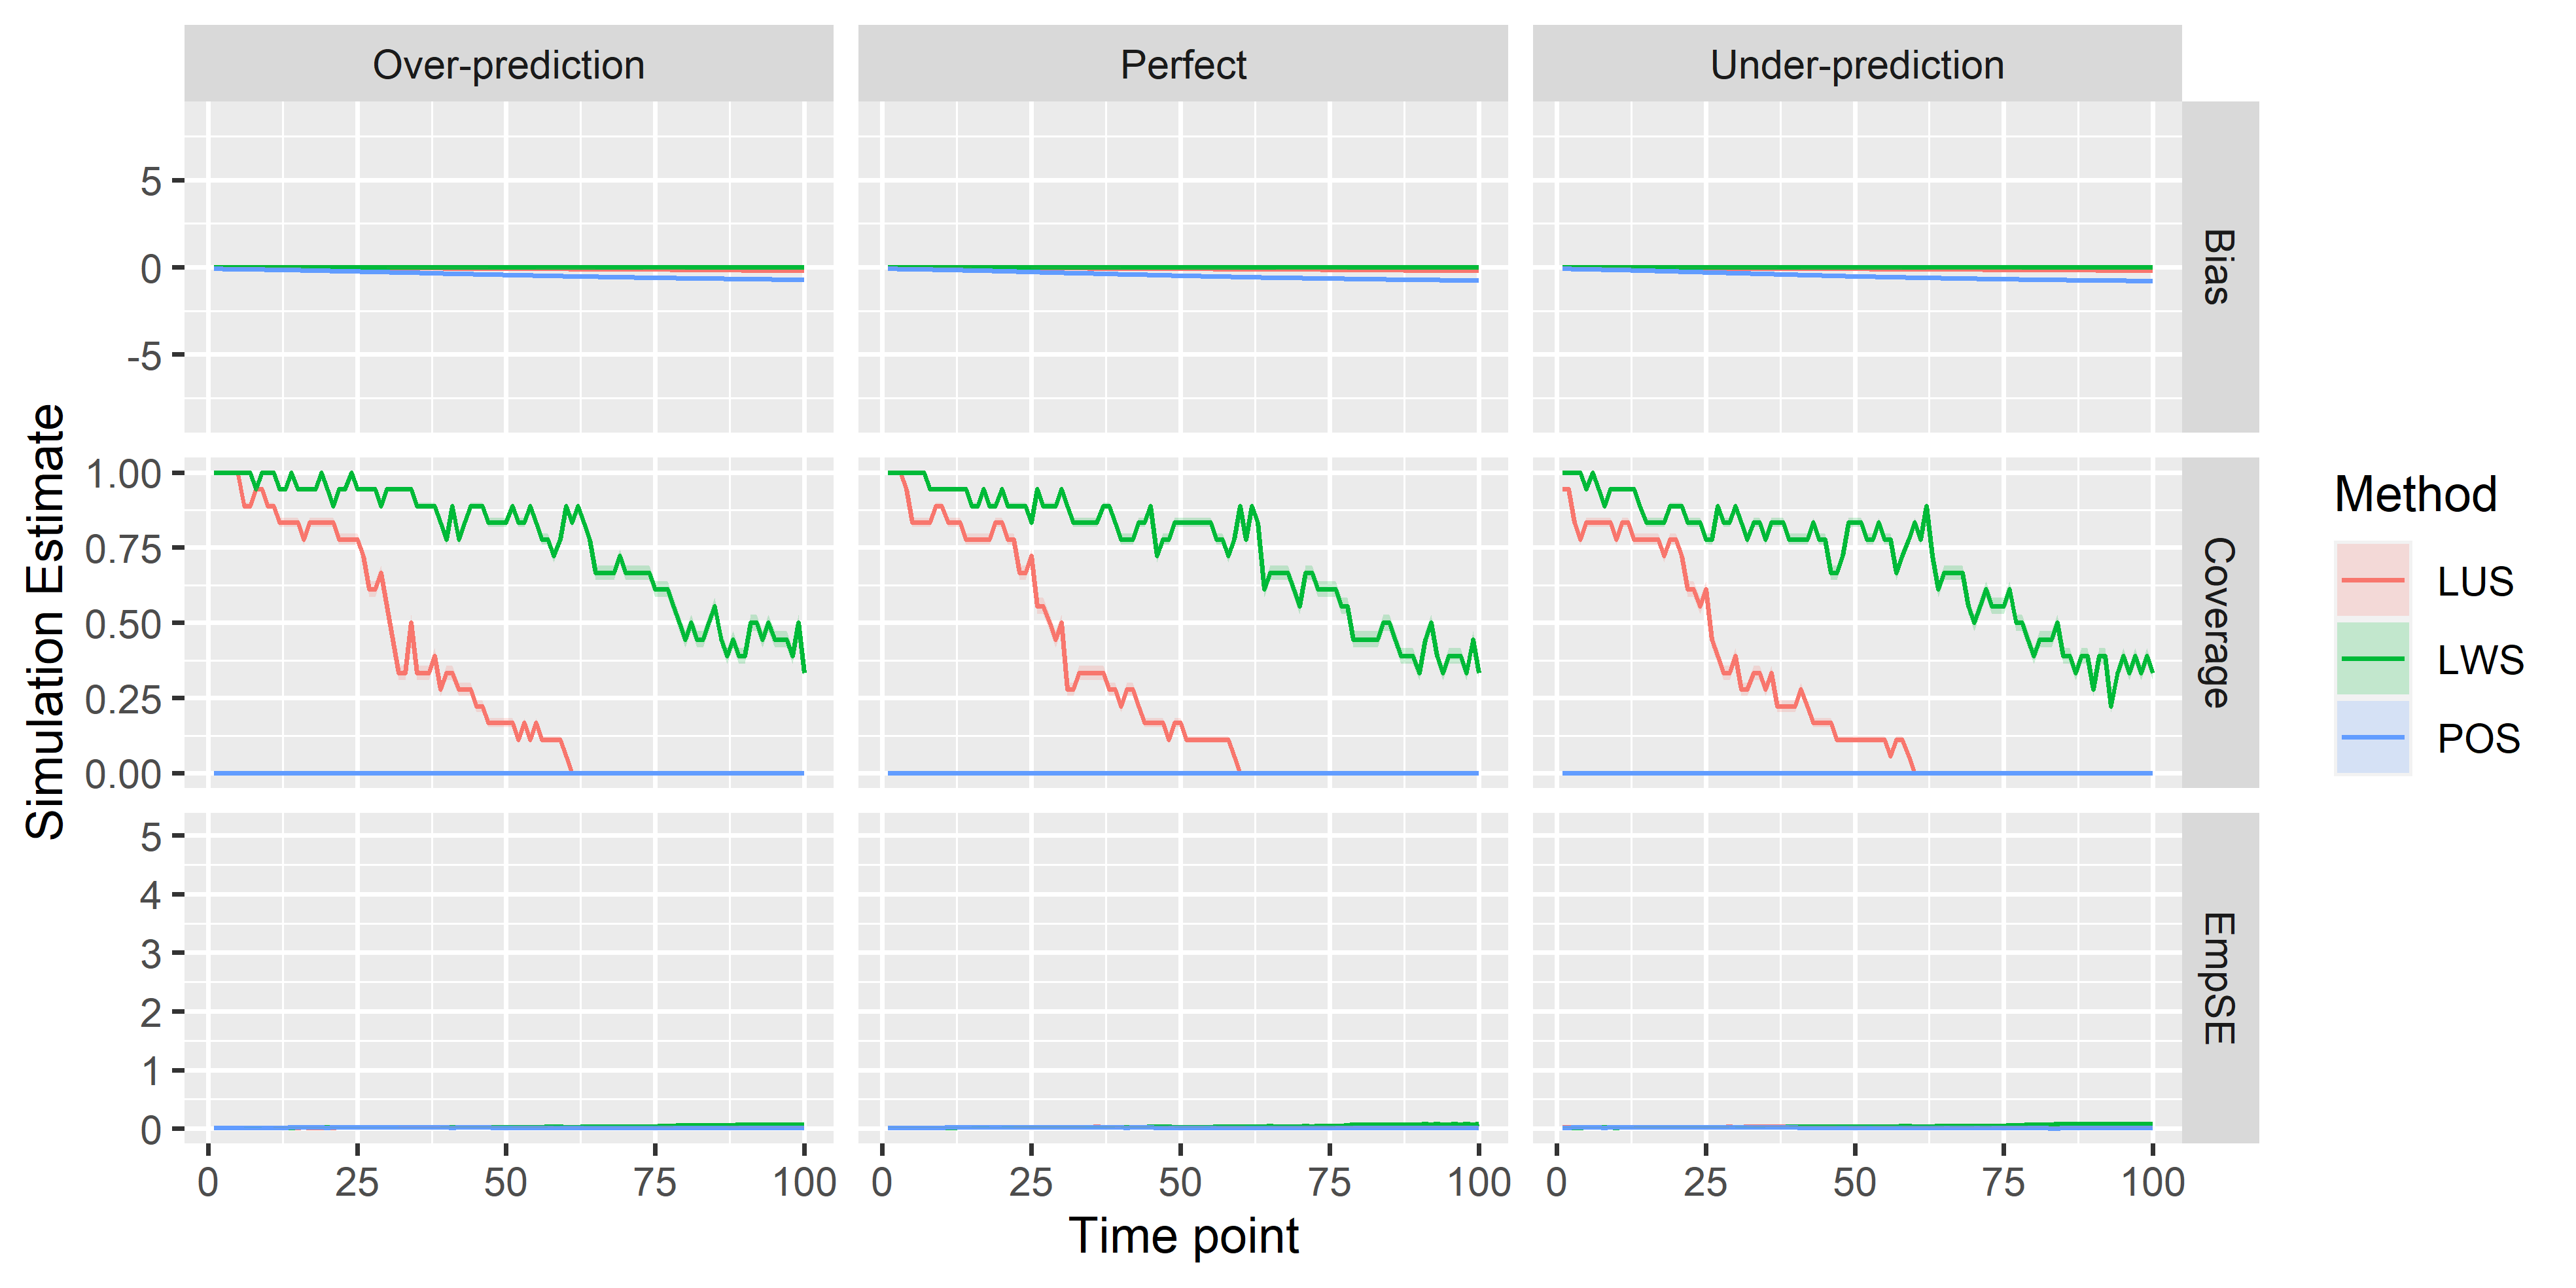 Over-prediction
Perfect
Under-prediction
5
0
-5
Bias
1.00
0.75
0.50
0.25
0.00
Coverage
5
4
3
2
1
0
EmpSE
0 25 50 75 100
0 25 50 75 100
0 25 50 75 100
Time point
Simulation Estimate
Method
LUS
LWS
POS